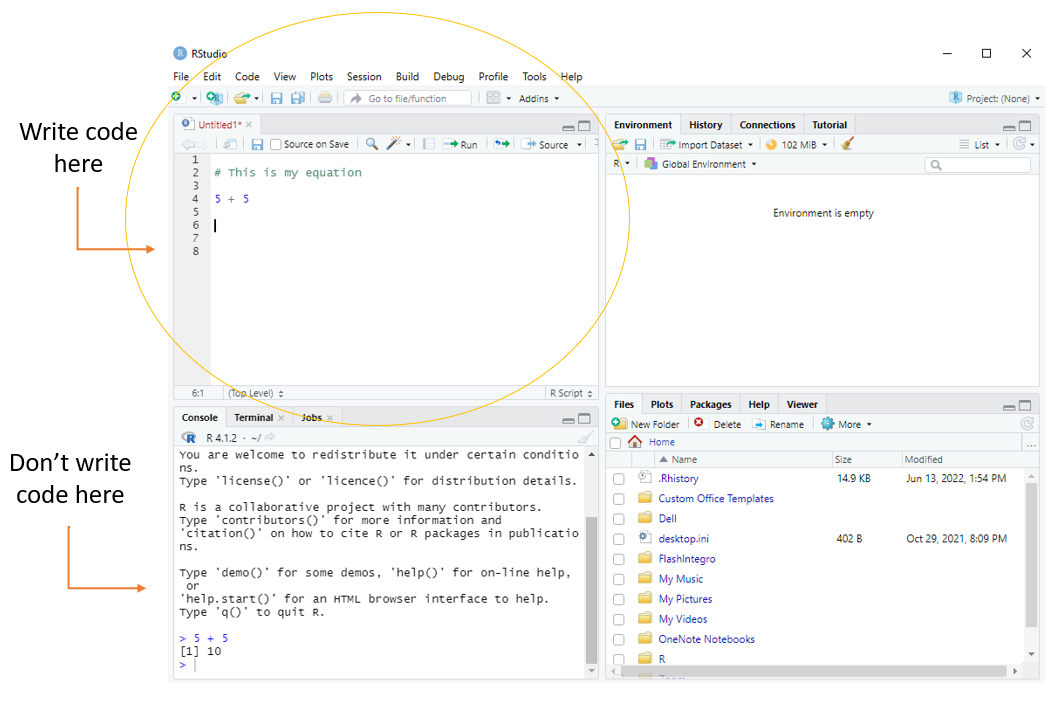 RStudio
File Edit Code View Plots Session Build Debug Profile Tools Help
Go to file/function Addins Project: (None)
Write code
here
Untitled1*
Source on Save Run Source
1
2 # This is my equation
3
4 5 + 5
5
6
7
8
6:1 (Top Level) R Script
Environment History Connections Tutorial
Import Dataset 102 MiB List
R Global Environment
Environment is empty
Don't write
code here
Console Terminal Jobs
R 4.1.2 · ~/
You are welcome to redistribute it under certain conditio
ns.
Type 'license()' or 'licence()' for distribution details.
R is a collaborative project with many contributors.
Type 'contributors()' for more information and
'citation()' on how to cite R or R packages in publicatio
ns.
Type 'demo()' for some demos, 'help()' for on-line help,
or
'help.start()' for an HTML browser interface to help.
Type 'q()' to quit R.
> 5 + 5
[1] 10
>
Files Plots Packages Help Viewer
New Folder Delete Rename More
Home ...
Name Size Modified
.Rhistory 14.9 KB Jun 13, 2022, 1:54 PM
Custom Office Templates
Dell
desktop.ini 402 B Oct 29, 2021, 8:09 PM
FlashIntegro
My Music
My Pictures
My Videos
OneNote Notebooks
R